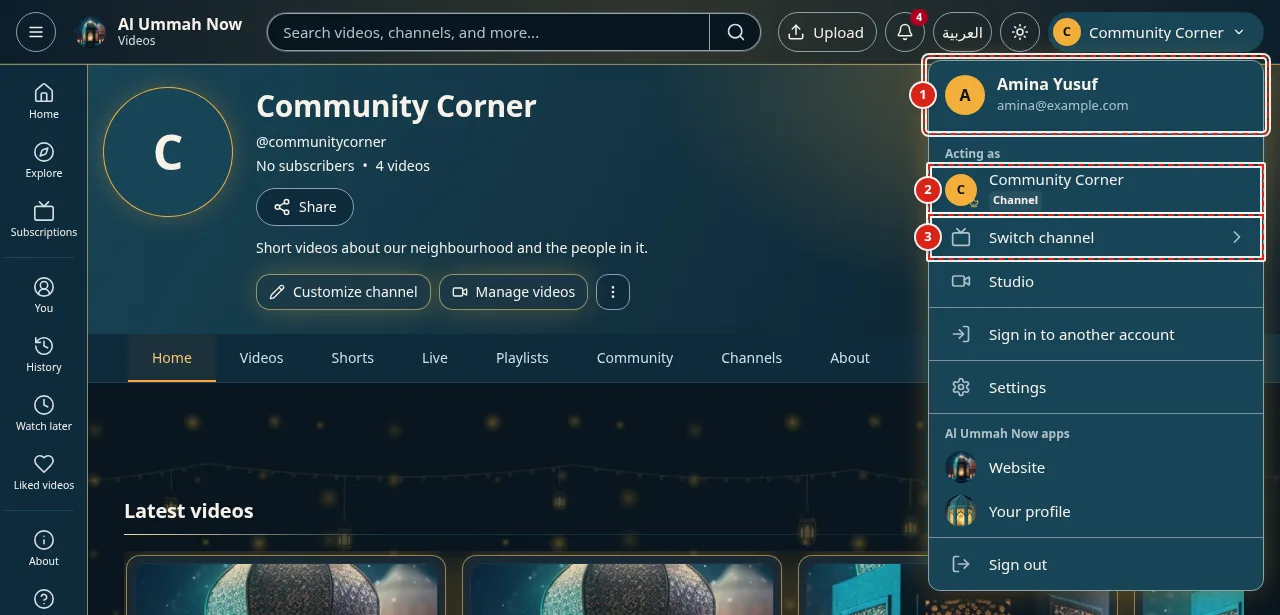 Al Ummah Now
Videos
Search videos, channels, and more...
Upload
4
العربية
C
Community Corner
Home
Explore
Subscriptions
You
History
Watch later
Liked videos
About
C
Community Corner
@communitycorner
No subscribers • 4 videos
Share
Short videos about our neighbourhood and the people in it.
Customize channel
Manage videos
Home
Videos
Shorts
Live
Playlists
Community
Channels
About
Latest videos
1
A
Amina Yusuf
amina@example.com
Acting as
2
C
Community Corner
Channel
3
Switch channel
Studio
Sign in to another account
Settings
Al Ummah Now apps
Website
Your profile
Sign out